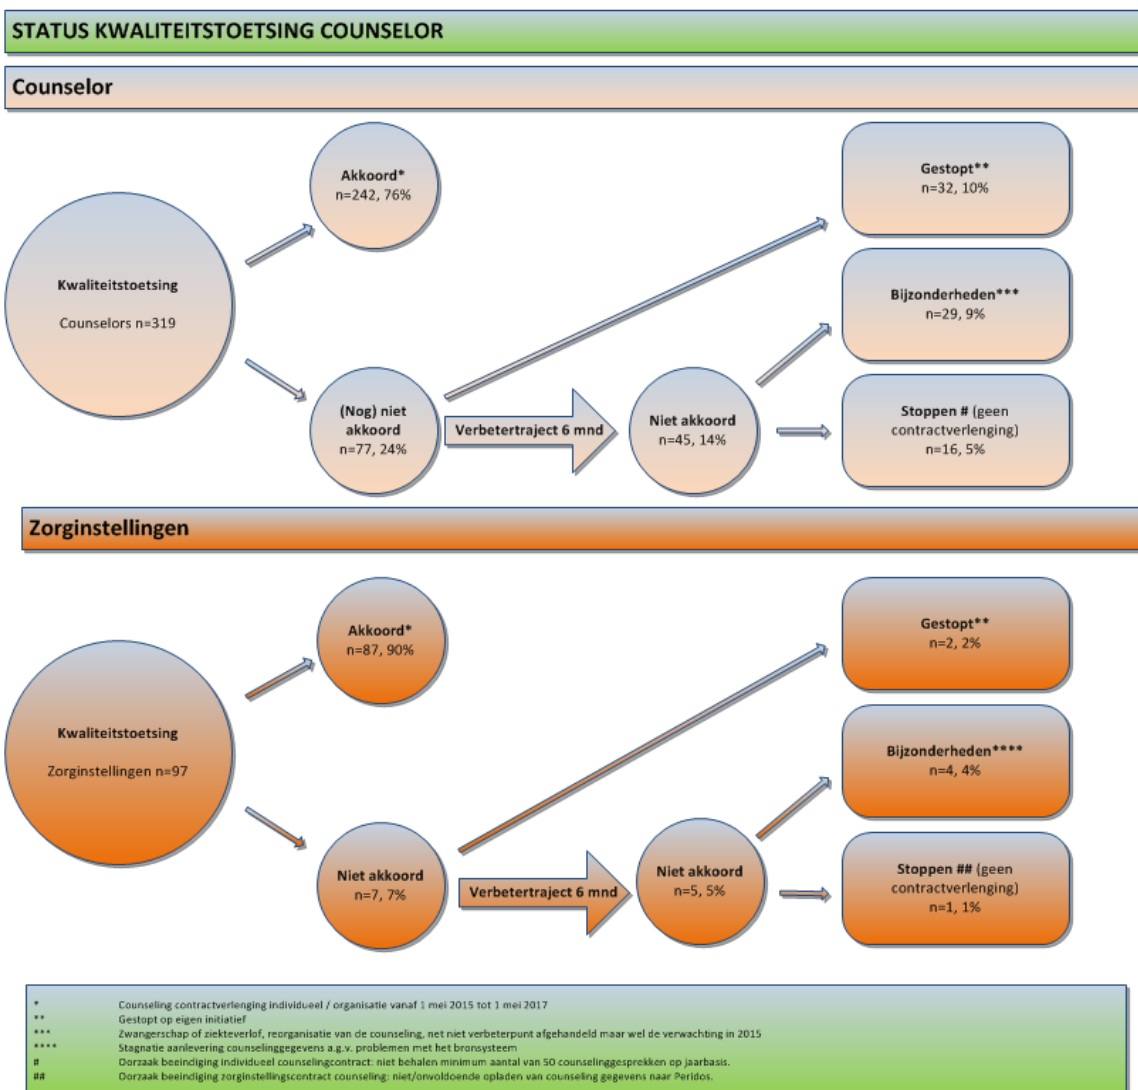 STATUS KWALITEITSTOETSING COUNSELOR
Counselor
Akkoord*
n=242, 76%
Gestopt**
n=32, 10%
Kwaliteitstoetsing
Counselors n=319
Bijzonderheden***
n=29, 9%
(Nog) niet
akkoord
n=77, 24%
Verbetertraject 6 mnd
Niet akkoord
n=45, 14%
Stoppen # (geen
contractverlenging)
n=16, 5%
Zorginstellingen
Akkoord*
n=87, 90%
Gestopt**
n=2, 2%
Kwaliteitstoetsing
Zorginstellingen n=97
Bijzonderheden****
n=4, 4%
Niet akkoord
n=7, 7%
Verbetertraject 6 mnd
Niet akkoord
n=5, 5%
Stoppen ## (geen
contractverlenging)
n=1, 1%
* Counseling contractverlenging individueel / organisatie vanaf 1 mei 2015 tot 1 mei 2017
** Gestopt op eigen initiatief
*** Zwangerschap of ziekteverlof, reorganisatie van de counseling, net niet verbeterpunt afgehandeld maar wel de verwachting in 2015
**** Stagnatie aanlevering counselinggegevens a.g.v. problemen met het bronsysteem
# Oorzaak beeindiging individueel counselingcontract: niet behalen minimum aantal van 50 counselinggesprekken op jaarbasis.
## Oorzaak beeindiging zorginstellingscontract counseling: niet/onvoldoende opladen van counseling gegevens naar Peridos.